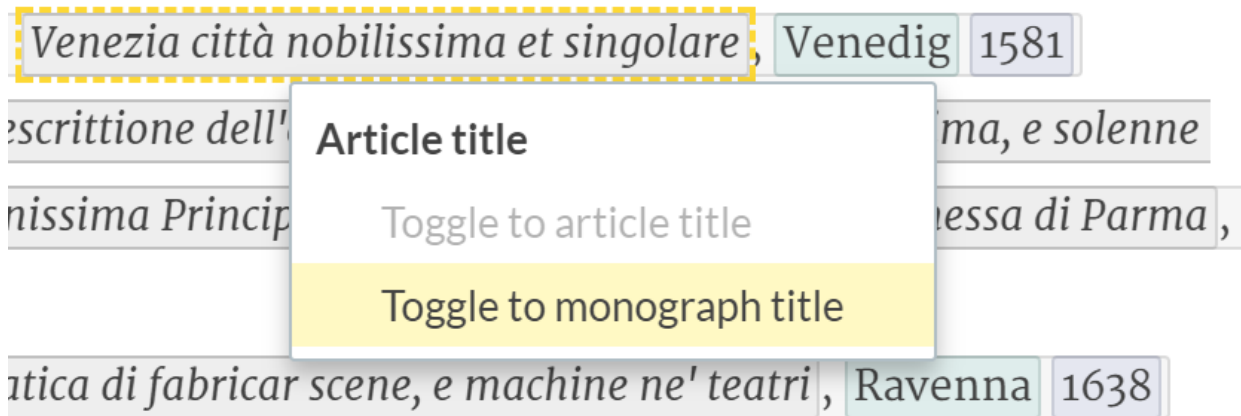 Venezia città nobilissima et singolare, Venedig 1581
escrittione dell' ma, e solenne
Article title
Toggle to article title
nissima Princip essa di Parma,
Toggle to monograph title
atica di fabricar scene, e machine ne' teatri, Ravenna 1638